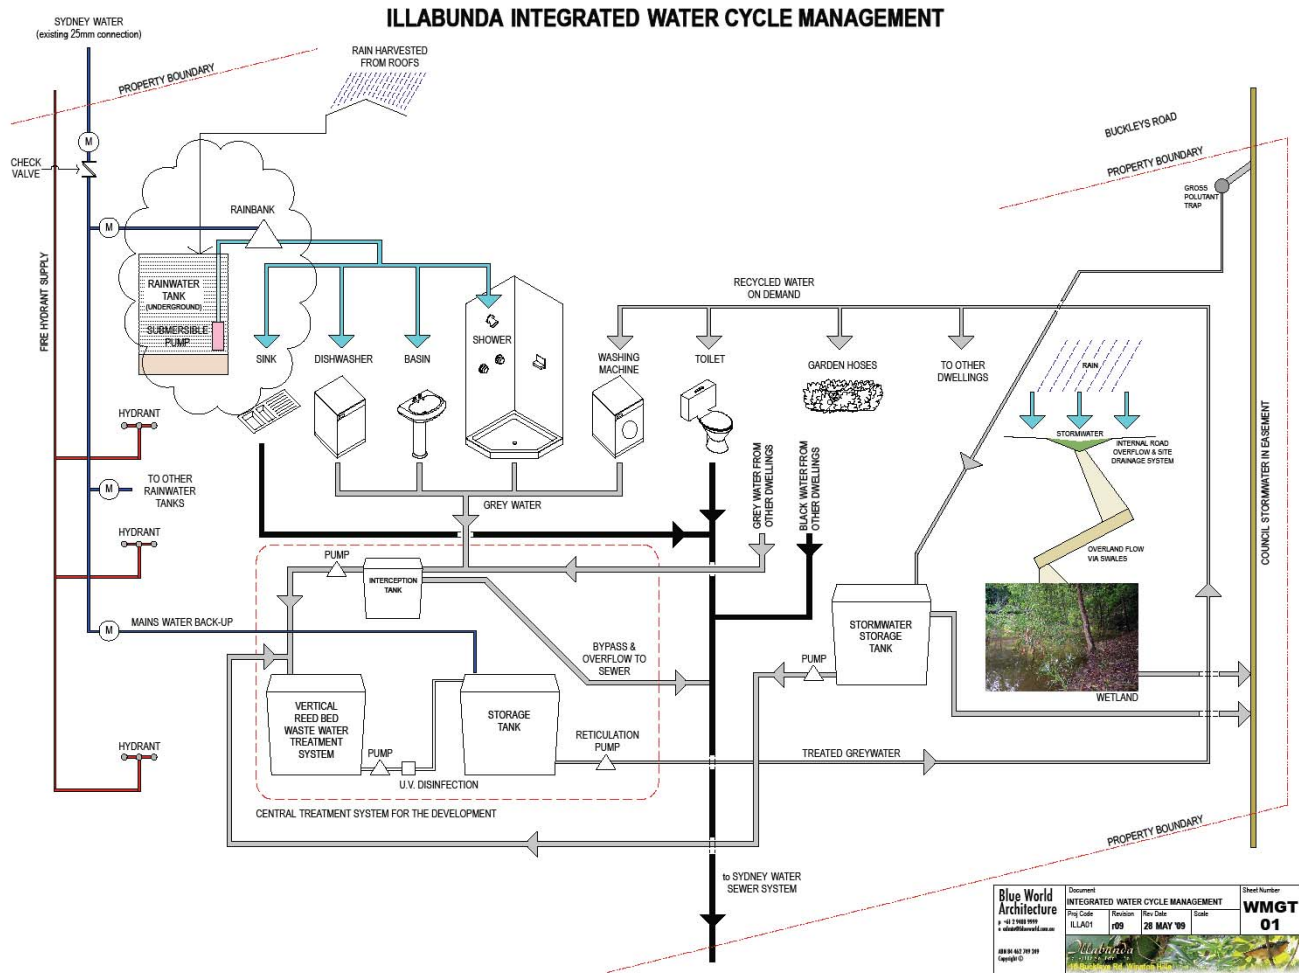 ILLABUNDA INTEGRATED WATER CYCLE MANAGEMENT
SYDNEY WATER
(existing 25mm connection)
PROPERTY BOUNDARY
RAIN HARVESTED
FROM ROOFS
BUCKLEYS ROAD
PROPERTY BOUNDARY
M
CHECK
VALVE
GROSS
POLUTANT
TRAP
RAINBANK
M
FIRE HYDRANT SUPPLY
RAINWATER
TANK
(UNDERGROUND)
SUBMERSIBLE
PUMP
RECYCLED WATER
ON DEMAND
SINK
DISHWASHER
BASIN
SHOWER
WASHING
MACHINE
TOILET
GARDEN HOSES
TO OTHER
DWELLINGS
RAIN
HYDRANT
STORMWATER
INTERNAL ROAD
OVERFLOW & SITE
DRAINAGE SYSTEM
COUNCIL STORMWATER IN EASEMENT
M
TO OTHER
RAINWATER
TANKS
GREY WATER
GREY WATER FROM
OTHER DWELLINGS
BLACK WATER FROM
OTHER DWELLINGS
HYDRANT
PUMP
INTERCEPTION
TANK
OVERLAND FLOW
VIA SWALES
M
MAINS WATER BACK-UP
STORMWATER
STORAGE
TANK
BYPASS &
OVERFLOW TO
SEWER
PUMP
WETLAND
VERTICAL
REED BED
WASTE WATER
TREATMENT
SYSTEM
STORAGE
TANK
HYDRANT
PUMP
RETICULATION
PUMP
TREATED GREYWATER
U.V. DISINFECTION
CENTRAL TREATMENT SYSTEM FOR THE DEVELOPMENT
PROPERTY BOUNDARY
to SYDNEY WATER
SEWER SYSTEM
Blue World
Architecture
Copyright ©
Document
INTEGRATED WATER CYCLE MANAGEMENT
Proj Code
ILLA01
Revision
r09
Rev Date
28 MAY '09
Scale
Sheet Number
WMGT
01
Illabunda